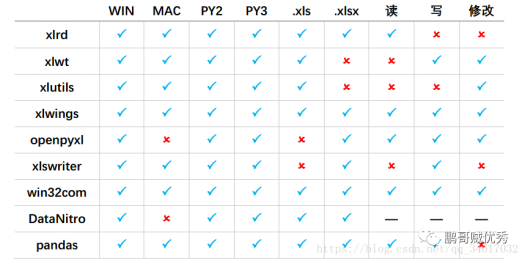 WIN MAC PY2 PY3 .xls .xlsx 读 写 修改
xlrd ✓ ✓ ✓ ✓ ✓ ✓ ✓ ✗ ✗
xlwt ✓ ✓ ✓ ✓ ✓ ✗ ✗ ✓ ✓
xlutils ✓ ✓ ✓ ✓ ✓ ✗ ✗ ✗ ✓
xlwings ✓ ✓ ✓ ✓ ✓ ✓ ✓ ✓ ✓
openpyxl ✓ ✗ ✓ ✓ ✗ ✓ ✓ ✓ ✓
xlswriter ✓ ✓ ✓ ✓ ✗ ✓ ✗ ✓ ✗
win32com ✓ ✓ ✓ ✓ ✓ ✓ ✓ ✓ ✓
DataNitro ✓ ✗ ✓ ✓ ✓ ✓ — — —
pandas ✓ ✓ ✓ ✓ ✓ ✓ ✓ ✓ ✗
鹏哥贼优秀